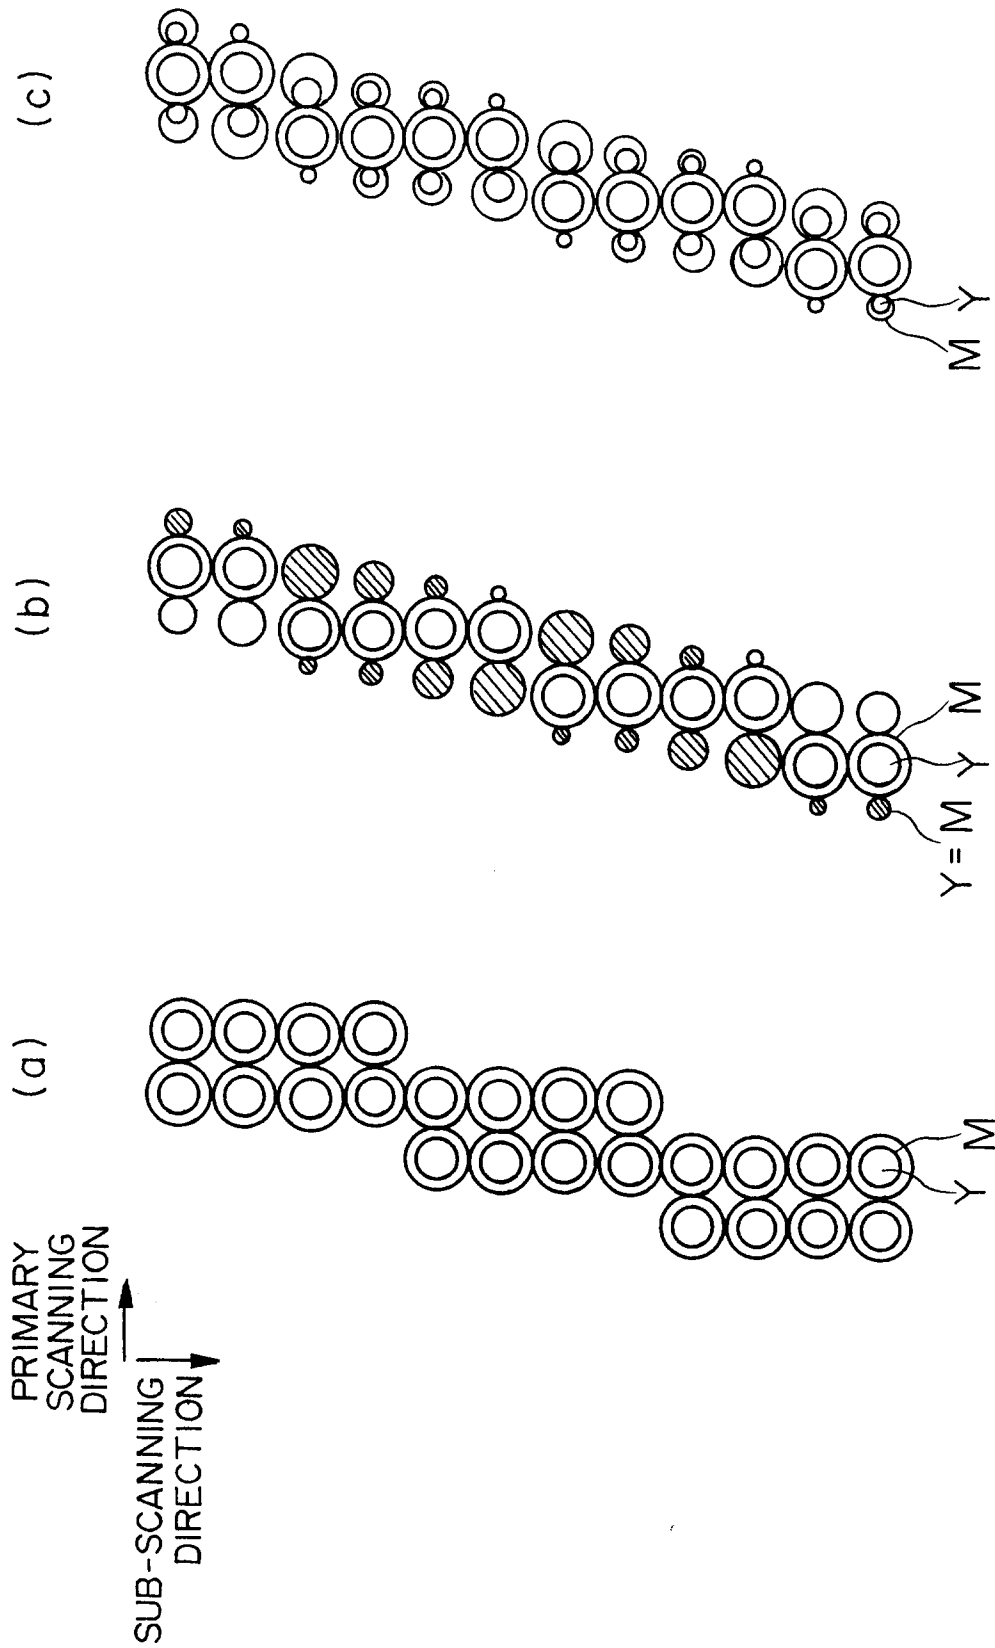 PRIMARY
SCANNING
DIRECTION
SUB-SCANNING
DIRECTION
(a)
Y
M
(b)
Y=M
Y
M
(c)
M
Y